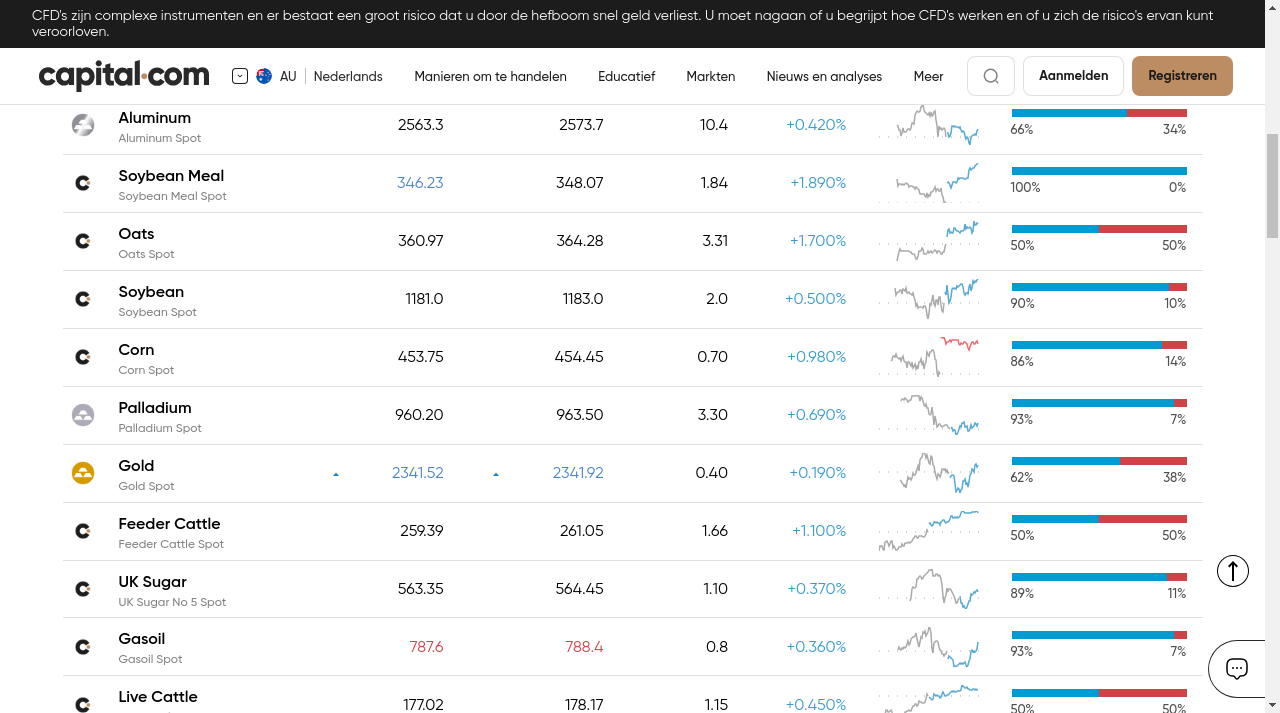 CFD's zijn complexe instrumenten en er bestaat een groot risico dat u door de hefboom snel geld verliest. U moet nagaan of u begrijpt hoe CFD's werken en of u zich de risico's ervan kunt
veroorloven.
capital.com AU Nederlands Manieren om te handelen Educatief Markten Nieuws en analyses Meer Aanmelden Registreren
Aluminum 2563.3 2573.7 10.4 +0.420%
Aluminum Spot 66% 34%
Soybean Meal 346.23 348.07 1.84 +1.890%
Soybean Meal Spot 100% 0%
Oats 360.97 364.28 3.31 +1.700%
Oats Spot 50% 50%
Soybean 1181.0 1183.0 2.0 +0.500%
Soybean Spot 90% 10%
Corn 453.75 454.45 0.70 +0.980%
Corn Spot 86% 14%
Palladium 960.20 963.50 3.30 +0.690%
Palladium Spot 93% 7%
Gold 2341.52 2341.92 0.40 +0.190%
Gold Spot 62% 38%
Feeder Cattle 259.39 261.05 1.66 +1.100%
Feeder Cattle Spot 50% 50%
UK Sugar 563.35 564.45 1.10 +0.370%
UK Sugar No 5 Spot 89% 11%
Gasoil 787.6 788.4 0.8 +0.360%
Gasoil Spot 93% 7%
Live Cattle 177.02 178.17 1.15 +0.450%
50% 50%